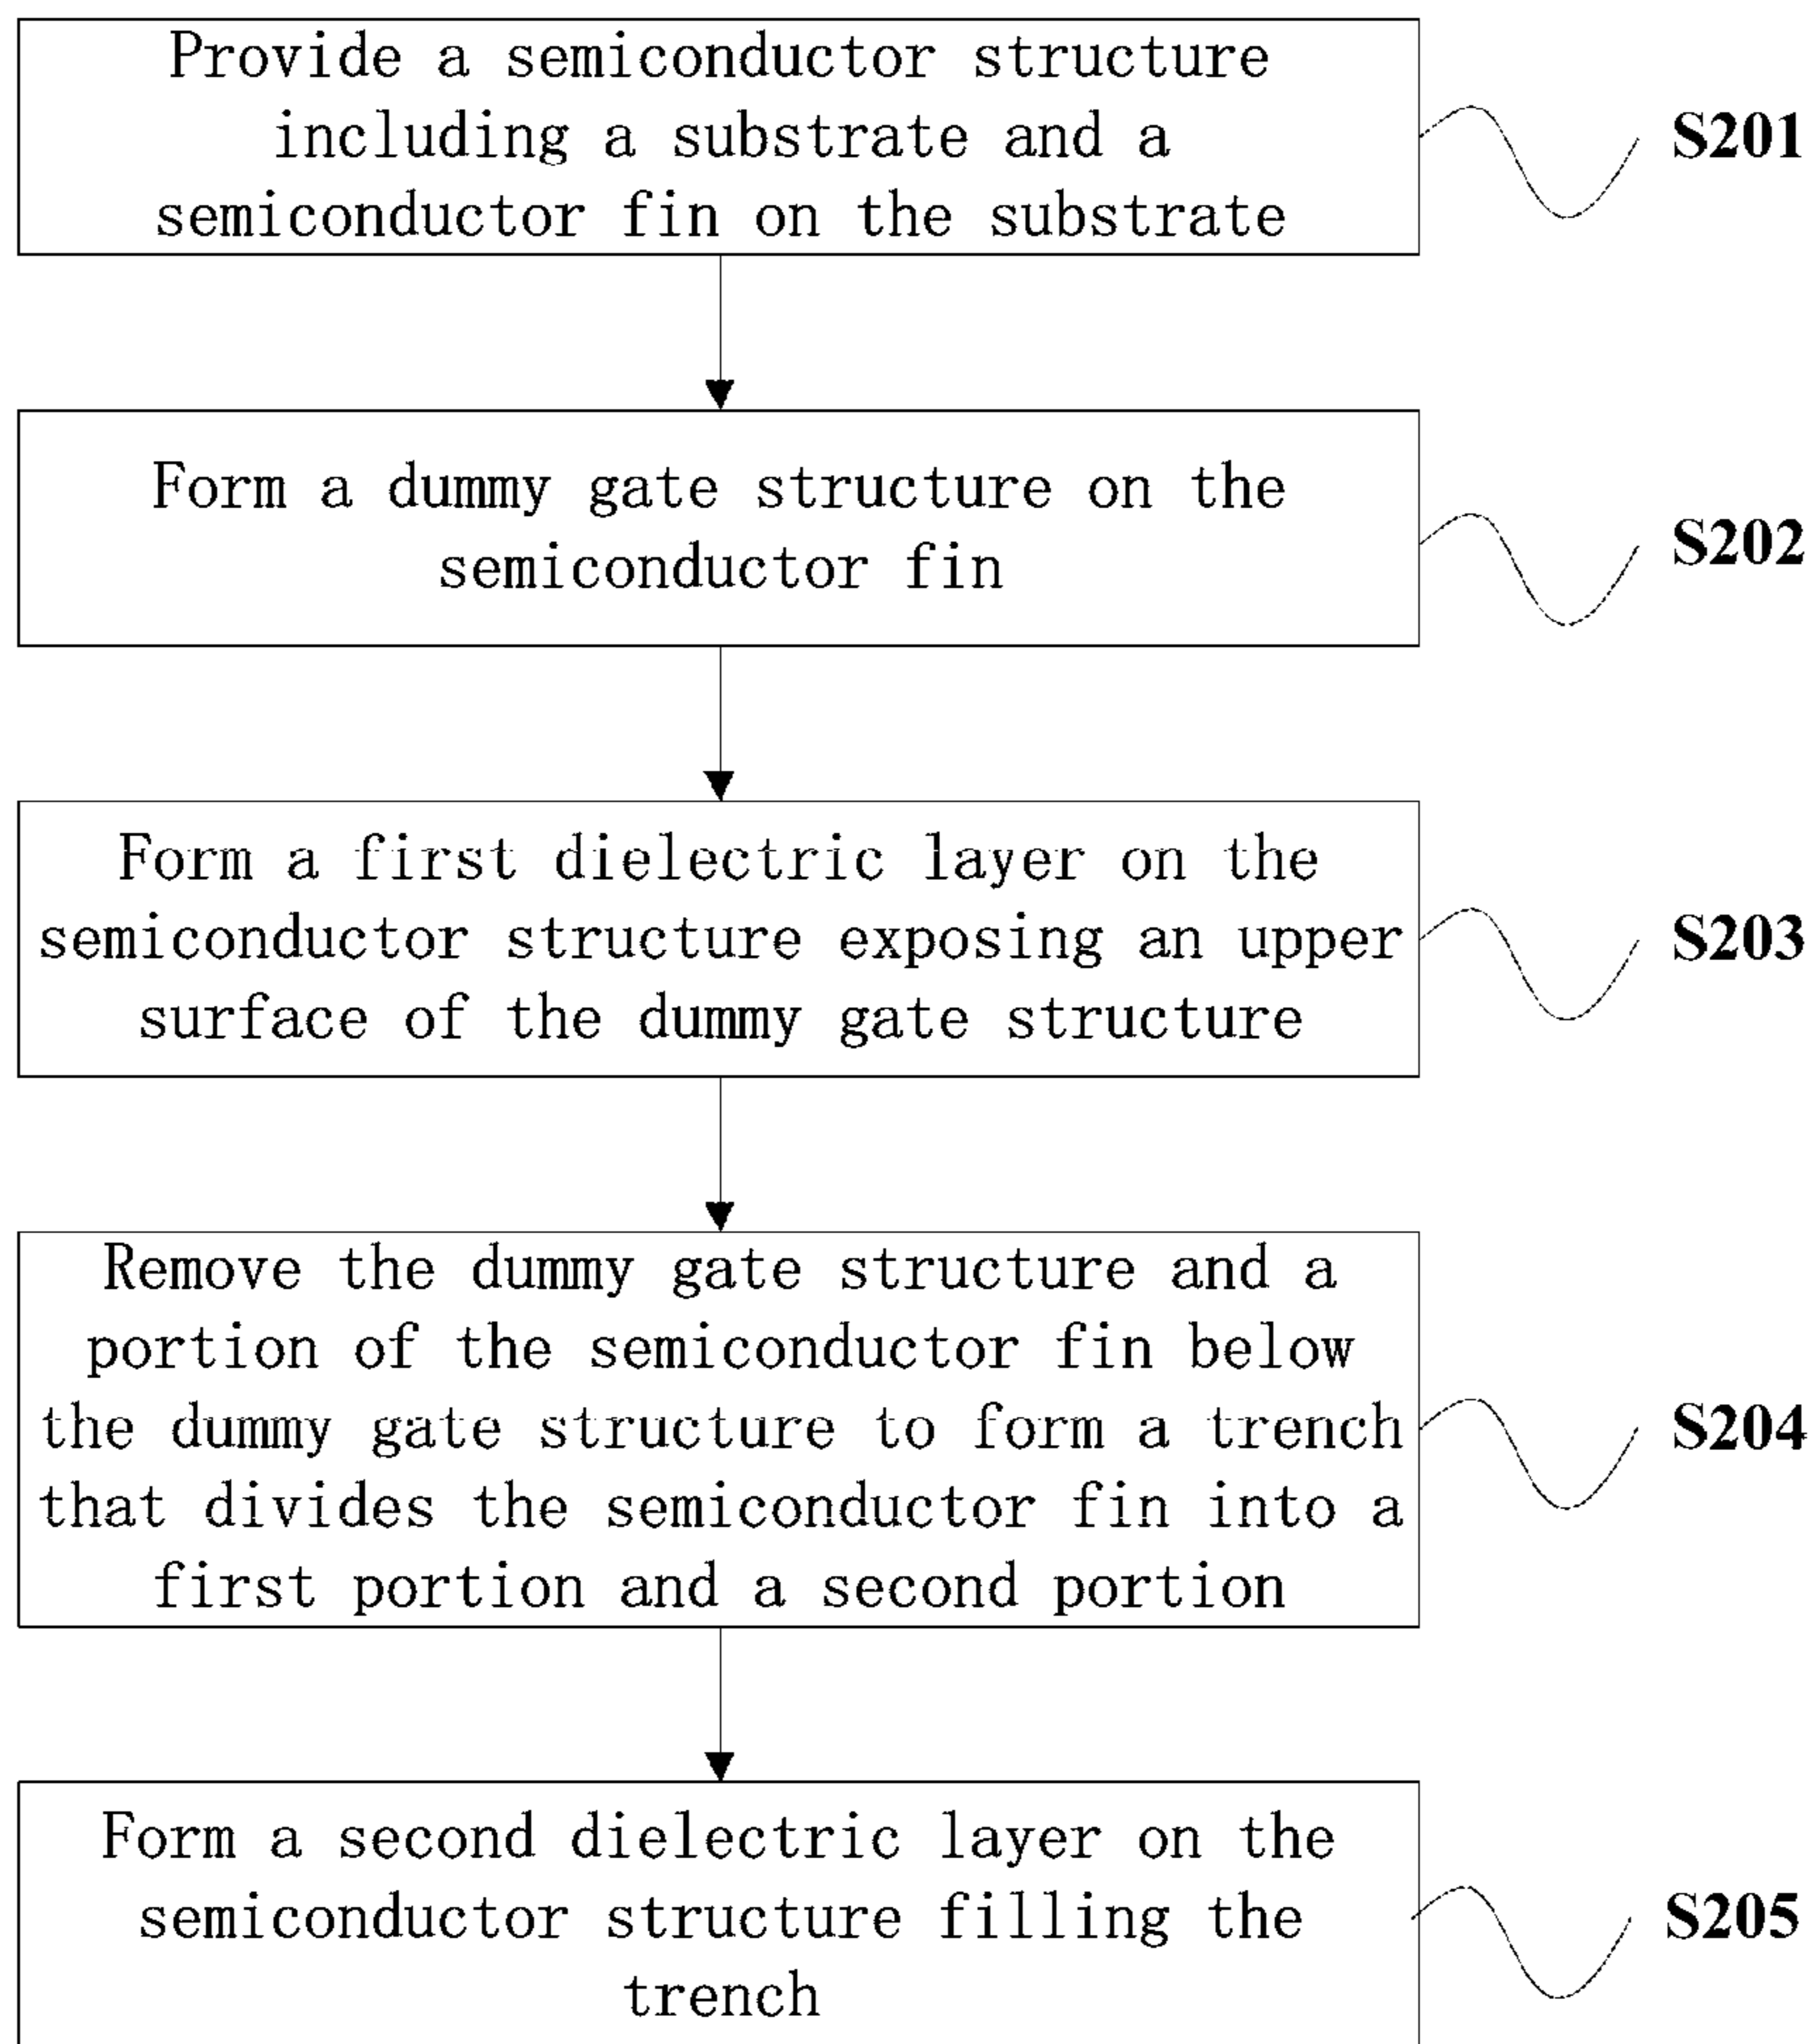 Provide a semiconductor structure
including a substrate and a
semiconductor fin on the substrate
S201
Form a dummy gate structure on the
semiconductor fin
S202
Form a first dielectric layer on the
semiconductor structure exposing an upper
surface of the dummy gate structure
S203
Remove the dummy gate structure and a
portion of the semiconductor fin below
the dummy gate structure to form a trench
that divides the semiconductor fin into a
first portion and a second portion
S204
Form a second dielectric layer on the
semiconductor structure filling the
trench
S205